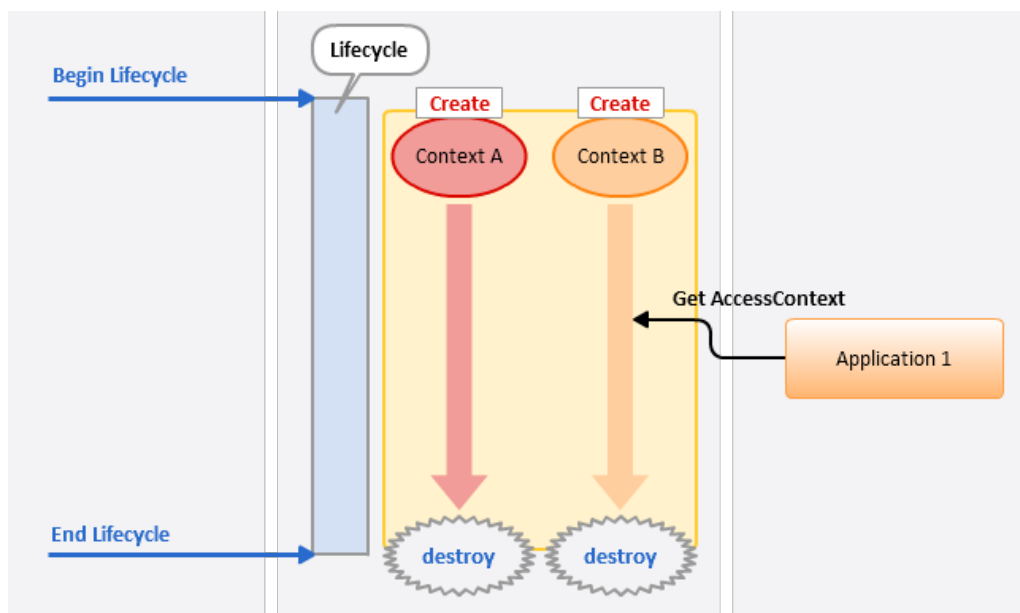 Lifecycle
Begin Lifecycle
Create
Create
Context A
Context B
Get AccessContext
Application 1
End Lifecycle
destroy
destroy